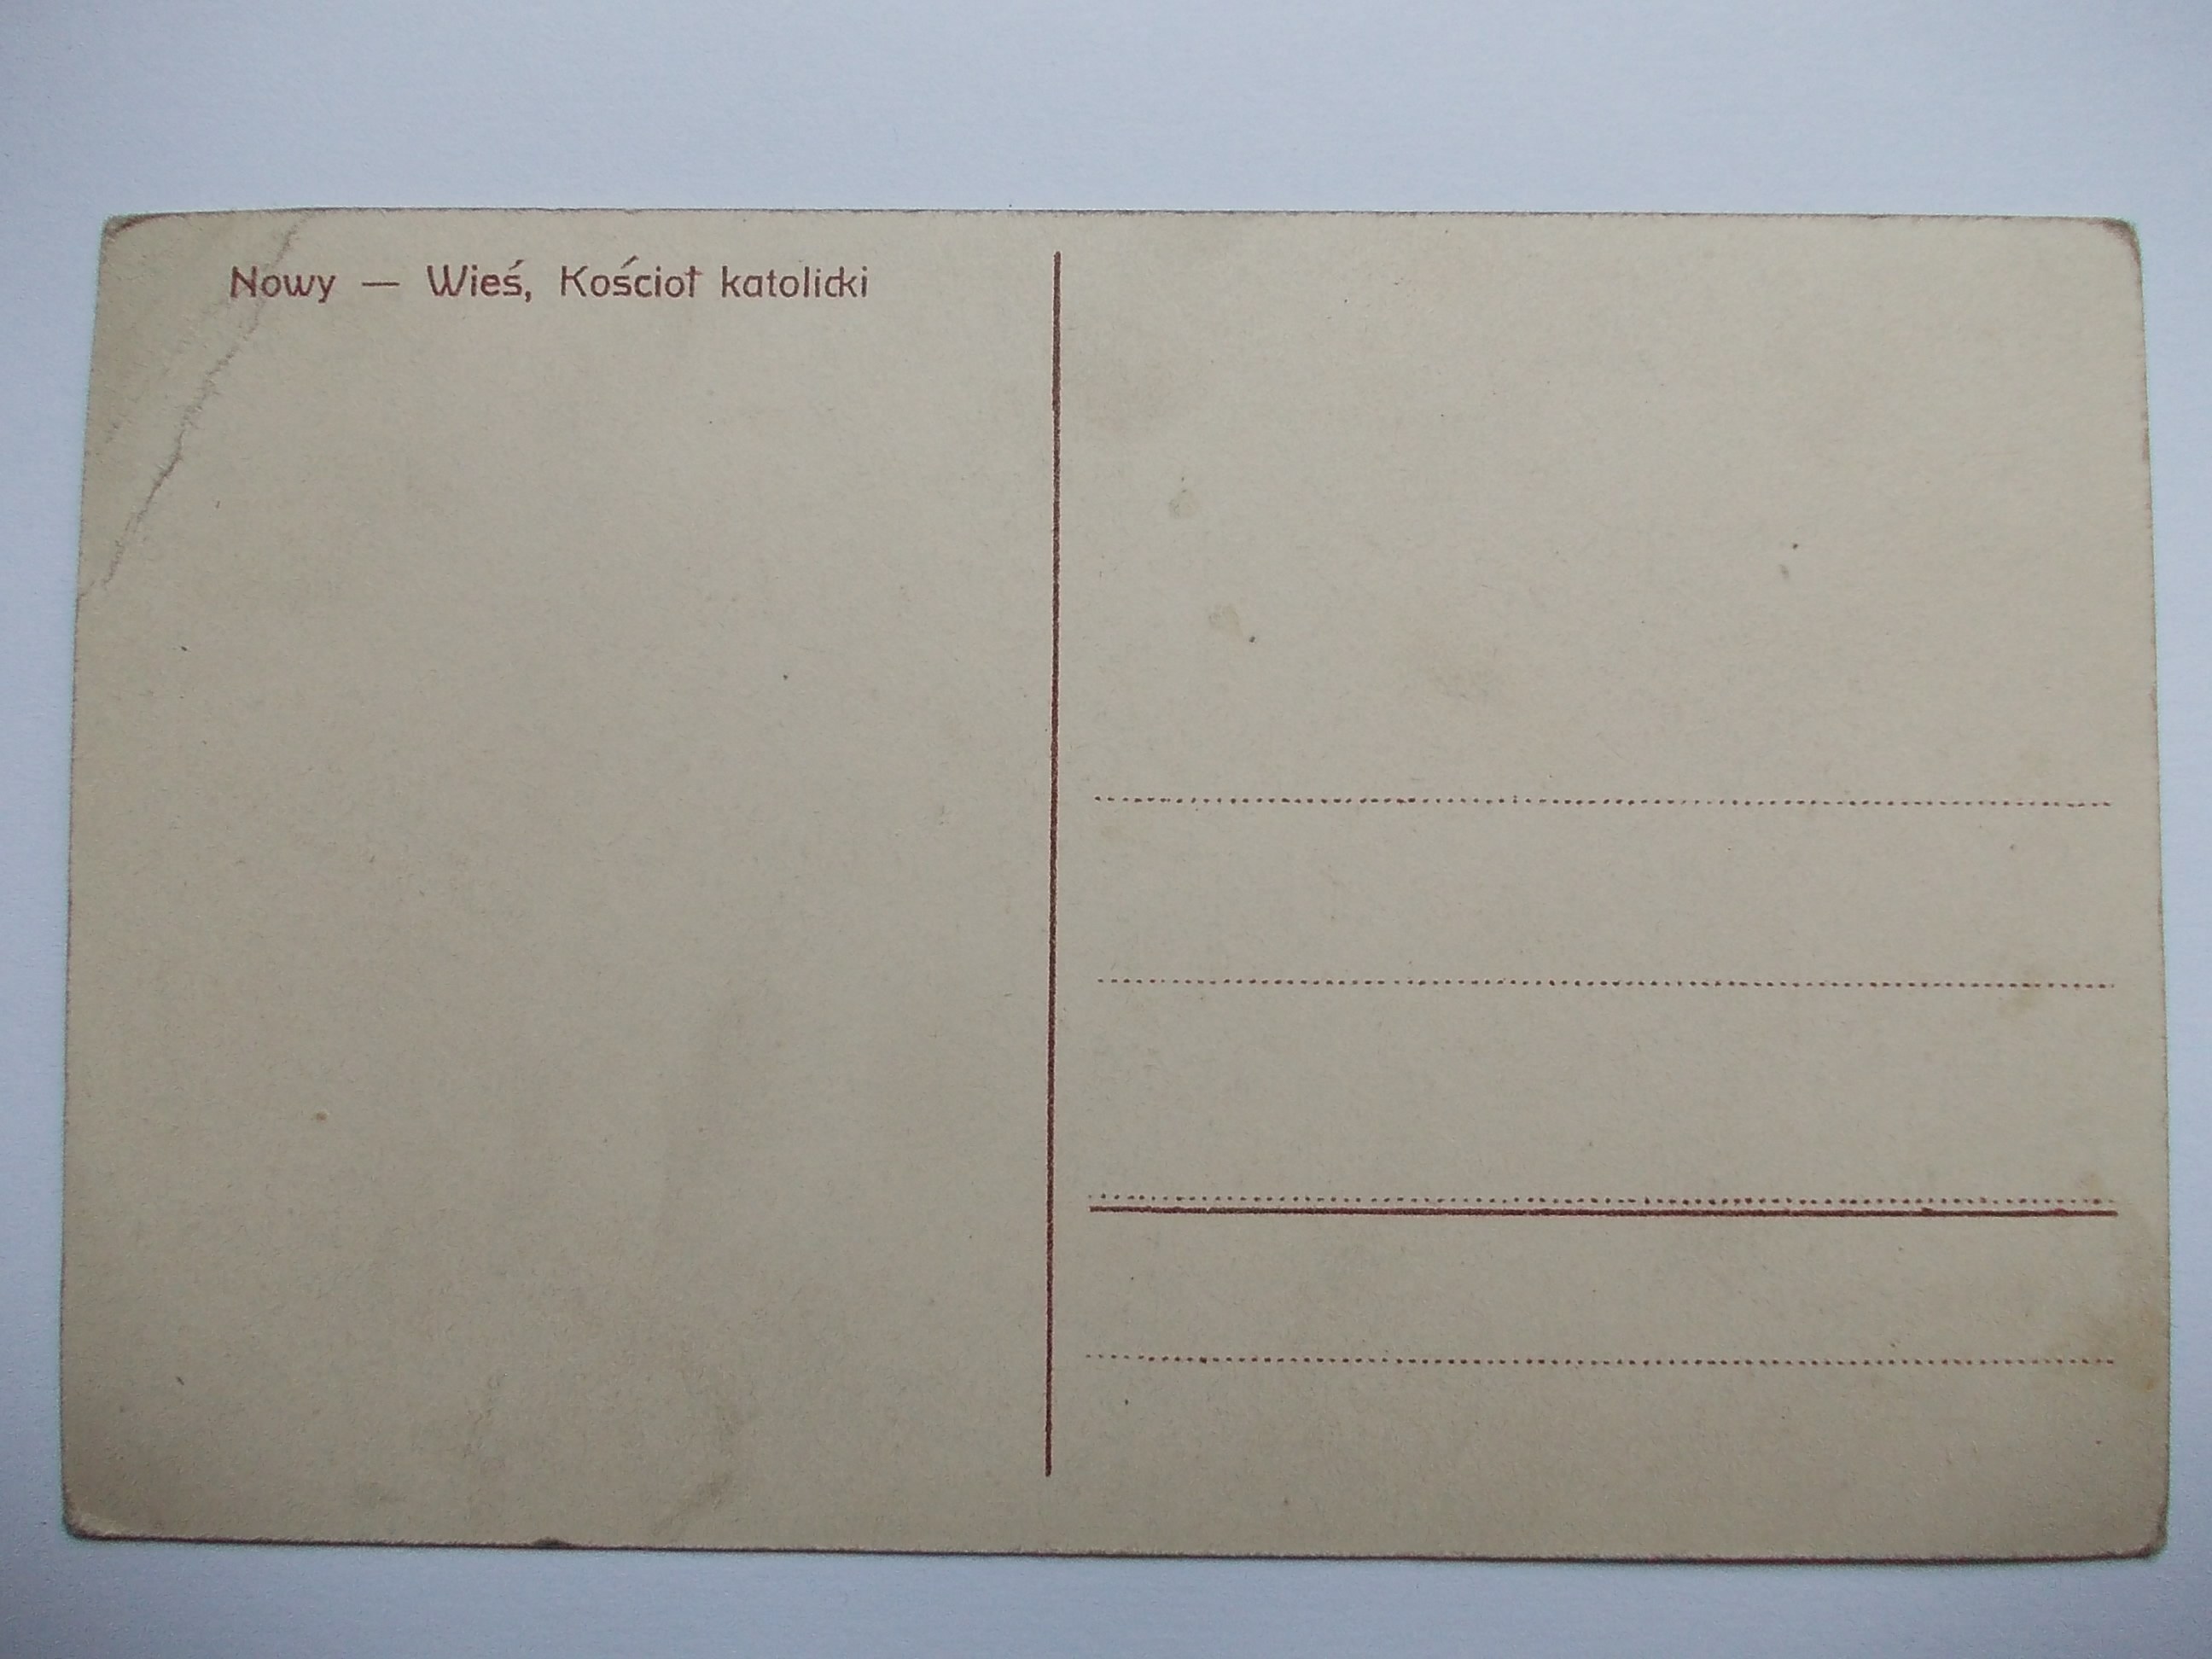 Nowy — Wieś, Kościoł katolicki